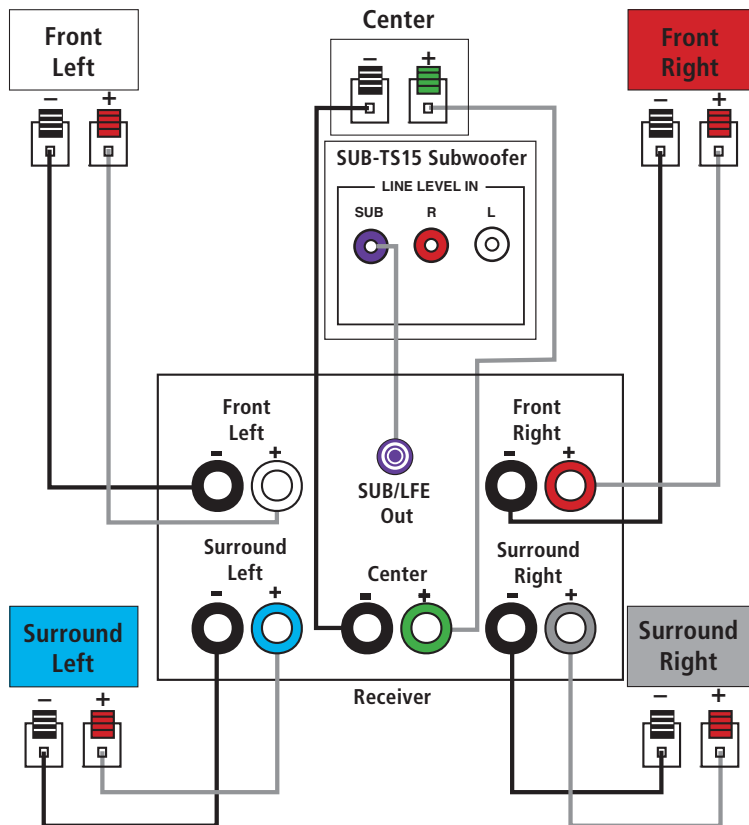 Front
Left
– +
Center
– +
Front
Right
– +
SUB-TS15 Subwoofer
LINE LEVEL IN
SUB R L
Front
Left
- +
SUB/LFE
Out
Front
Right
- +
Surround
Left
- +
Center
- +
Surround
Right
- +
Receiver
Surround
Left
– +
Surround
Right
– +